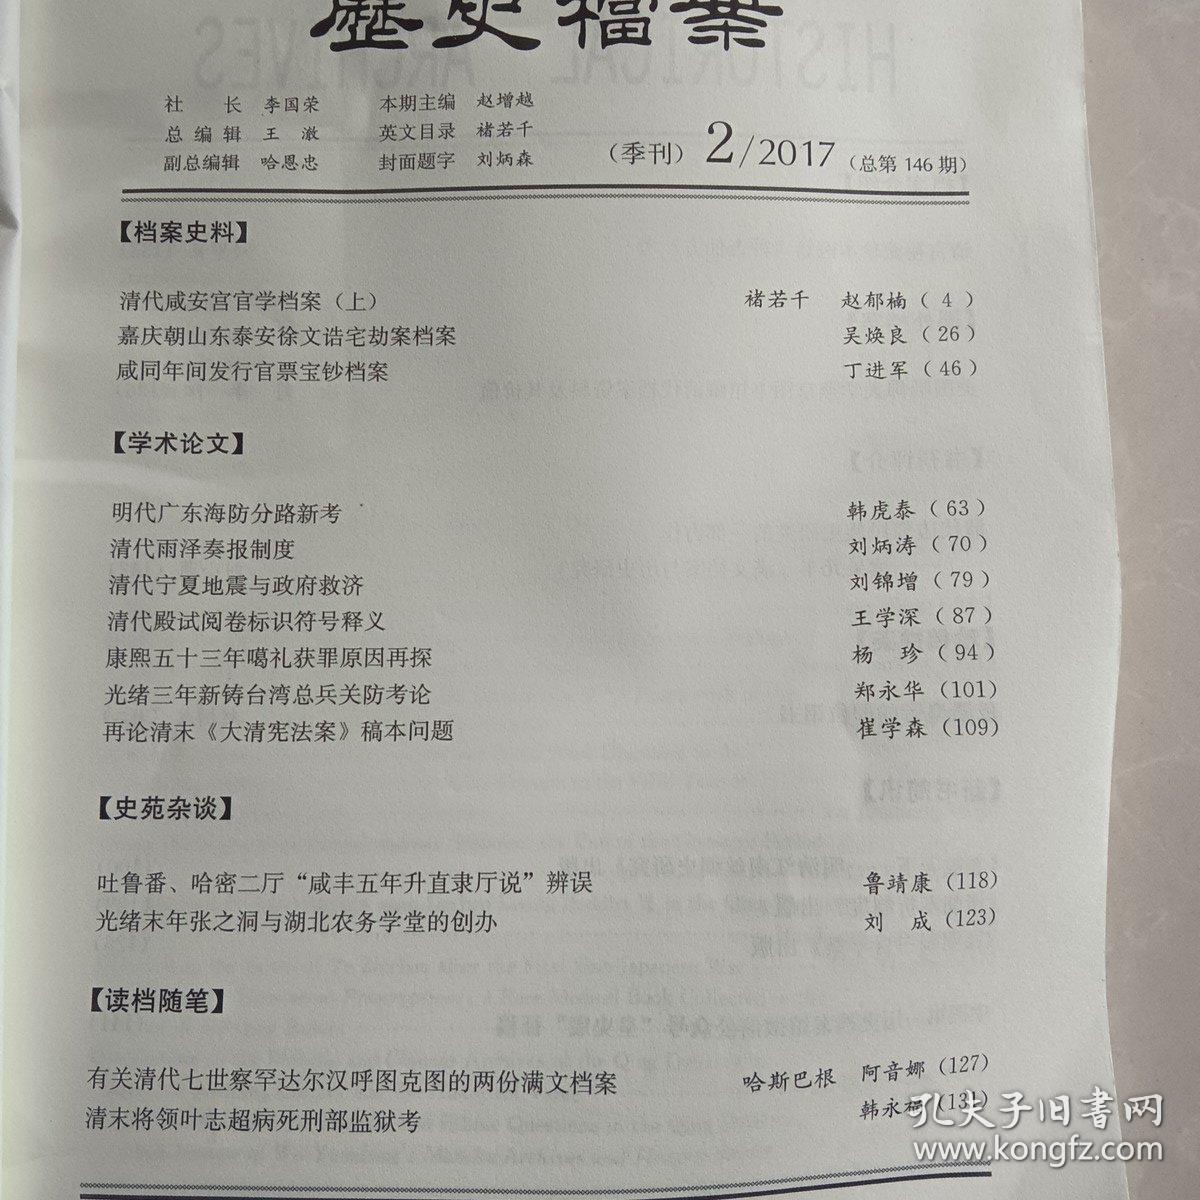 歷史檔案
社 长 李国荣 本期主编 赵增越
总 编 辑 王 澈 英文目录 褚若千
副总编辑 哈恩忠 封面题字 刘炳森
（季刊）2/2017（总第146期）
【档案史料】
清代咸安宫官学档案（上） 褚若千 赵郁楠（4）
嘉庆朝山东泰安徐文诰宅劫案档案 吴焕良（26）
咸同年间发行官票宝钞档案 丁进军（46）
【学术论文】
明代广东海防分路新考 韩虎泰（63）
清代雨泽奏报制度 刘炳涛（70）
清代宁夏地震与政府救济 刘锦增（79）
清代殿试阅卷标识符号释义 王学深（87）
康熙五十三年噶礼获罪原因再探 杨 珍（94）
光绪三年新铸台湾总兵关防考论 郑永华（101）
再论清末《大清宪法案》稿本问题 崔学森（109）
【史苑杂谈】
吐鲁番、哈密二厅“咸丰五年升直隶厅说”辨误 鲁靖康（118）
光绪末年张之洞与湖北农务学堂的创办 刘 成（123）
【读档随笔】
有关清代七世察罕达尔汉呼图克图的两份满文档案 哈斯巴根 阿音娜（127）
清末将领叶志超病死刑部监狱考 韩永福（131）
孔夫子旧書网
www.kongfz.com